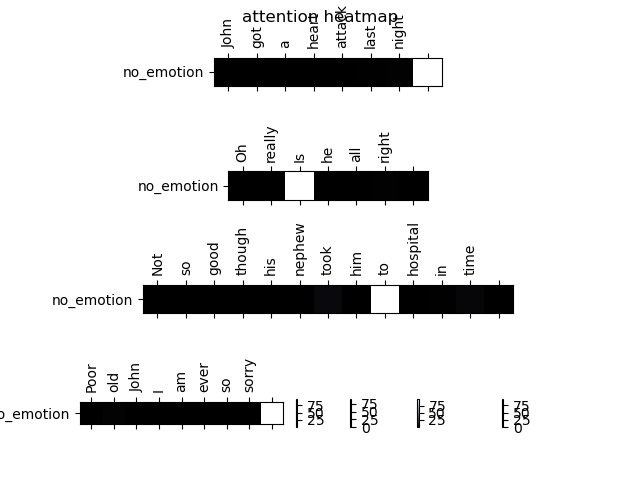 attention heatmap
John got a heart attack last night
no_emotion
Oh really Is he all right
no_emotion
Not so good though his nephew took him to hospital in time
no_emotion
Poor old John I am ever so sorry
o_emotion
75 50 25
75 50 25 0
75 50 25
75 50 25 0